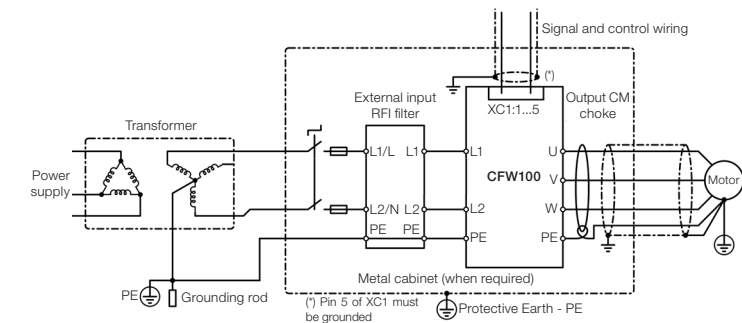 Signal and control wiring
(*)
External input
RFI filter
XC1:1...5
Output CM
choke
Transformer
Power
supply
L1/L L1
L1
CFW100
U
V
W
Motor
L2/N L2
L2
PE PE
PE
PE
Metal cabinet (when required)
PE
Grounding rod
(*) Pin 5 of XC1 must
be grounded
Protective Earth - PE